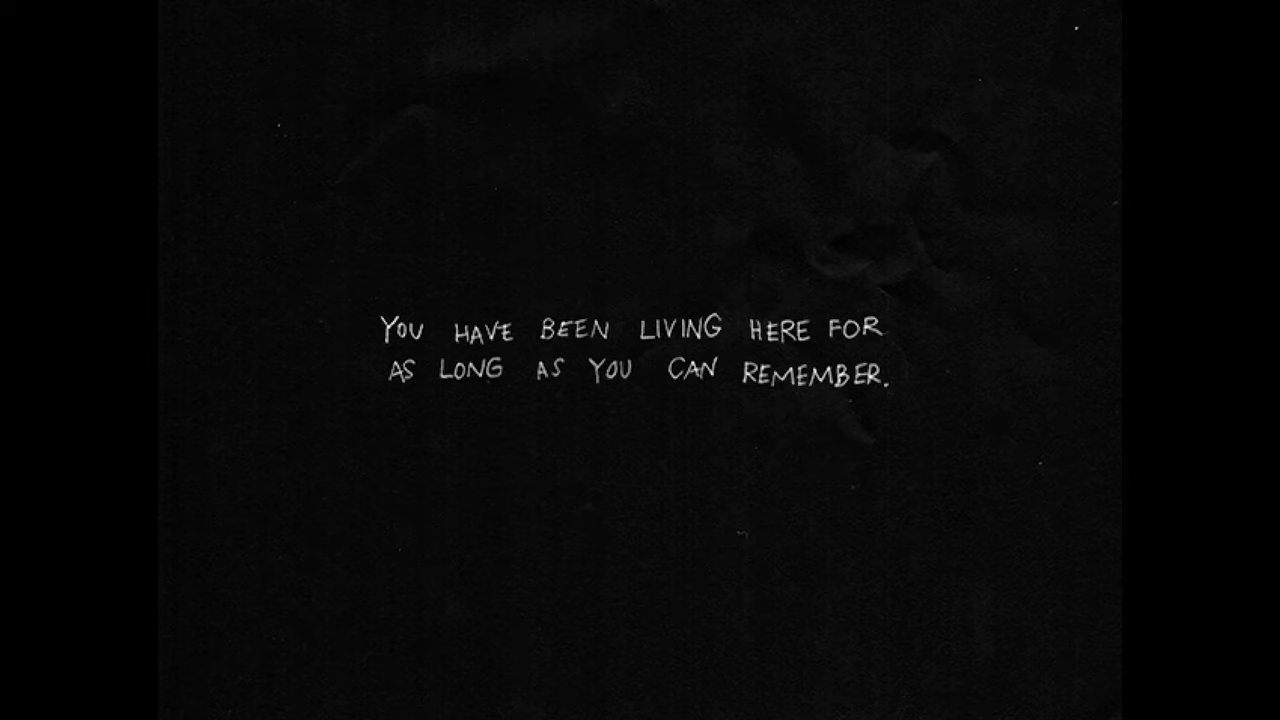 YOU HAVE BEEN LIVING HERE FOR
AS LONG AS YOU CAN REMEMBER.